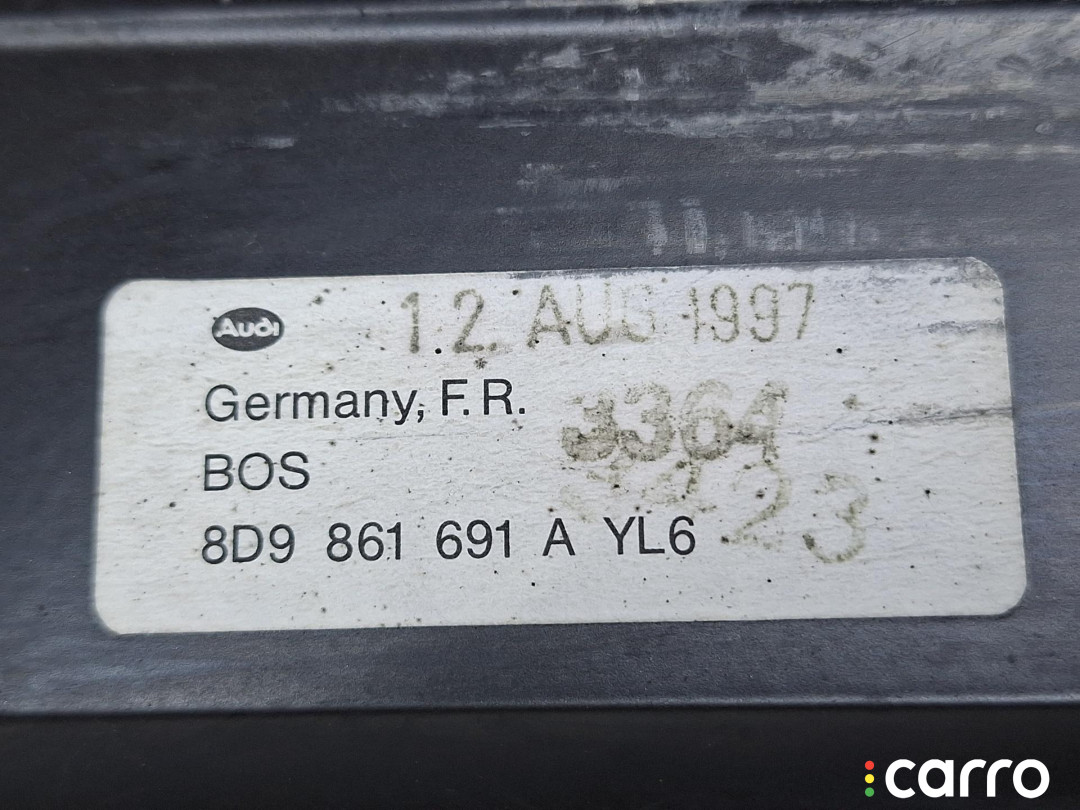 Audi 12. AUG 1997
Germany, F.R. 3364
BOS
8D9 861 691 A YL6 23
carro